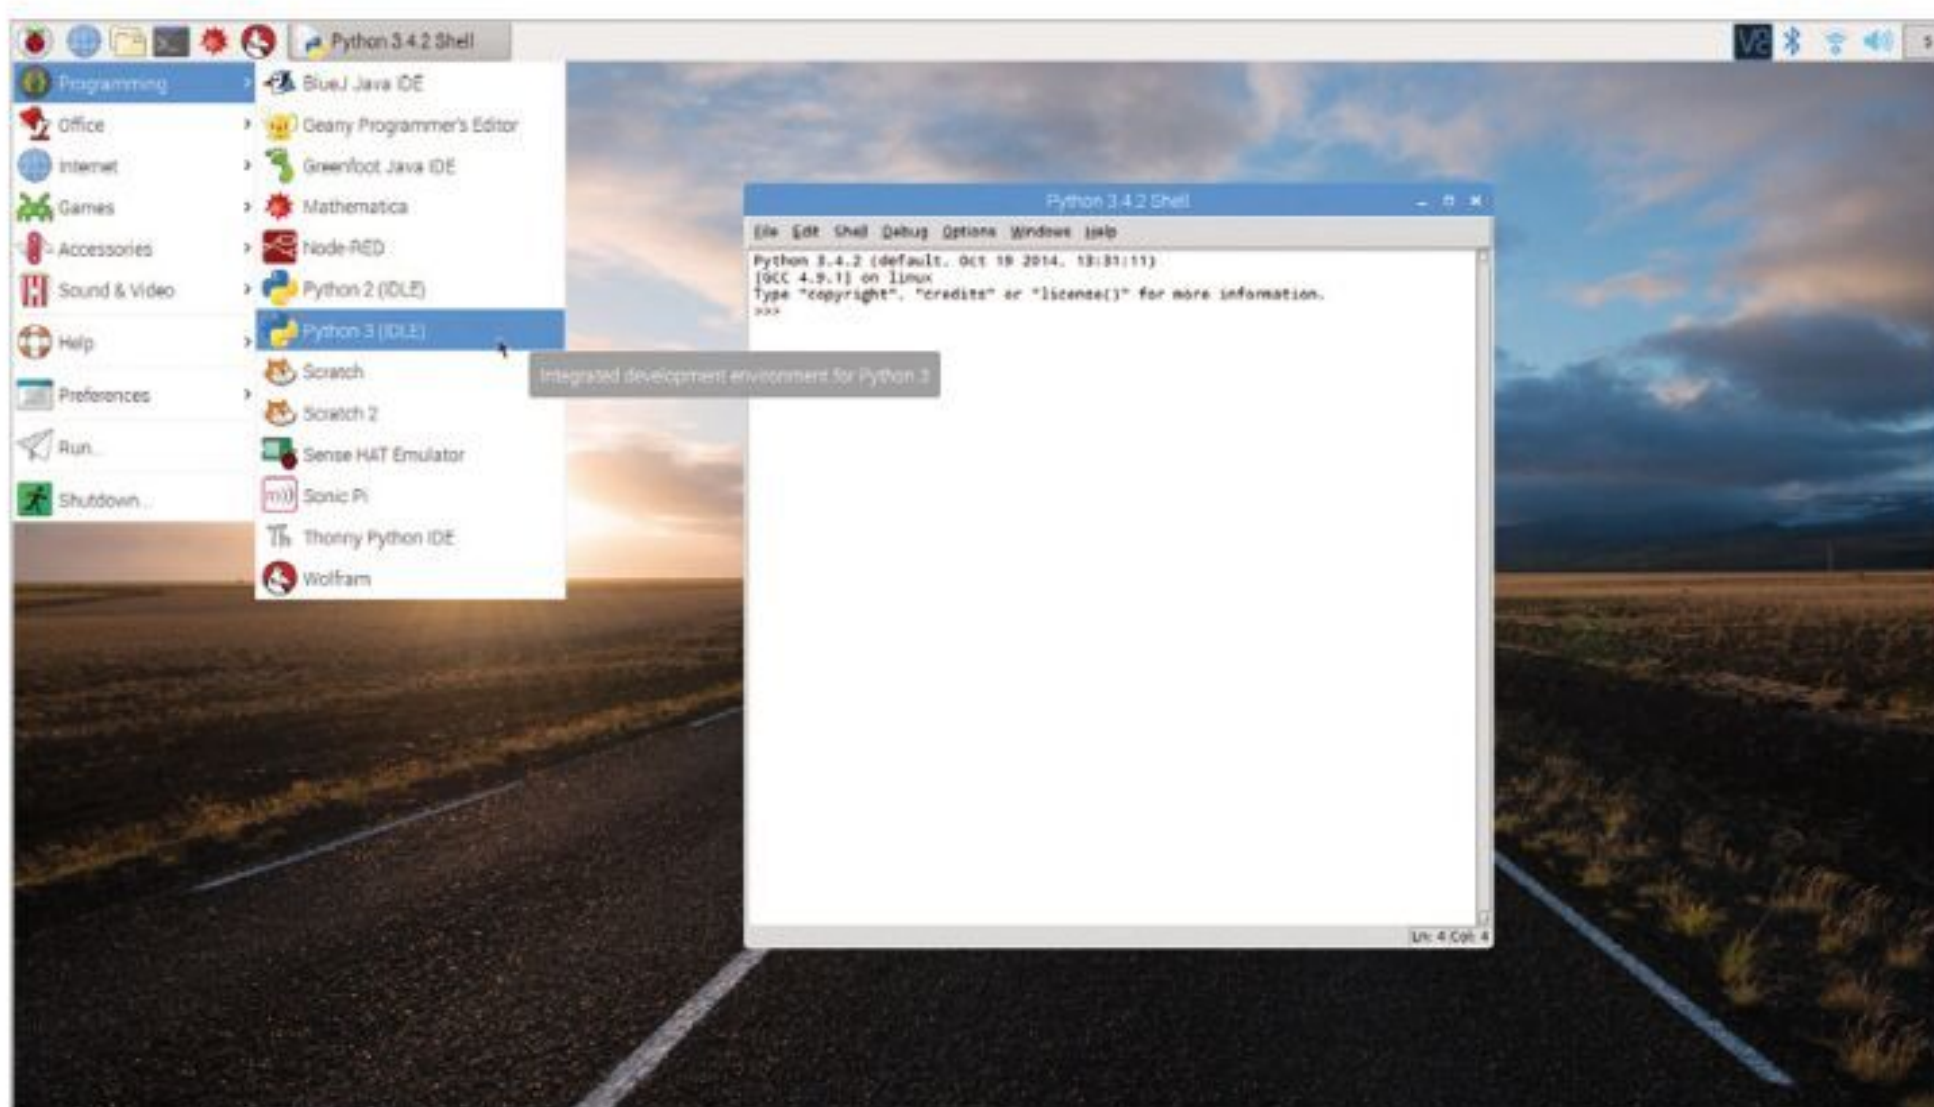 Python 3.4.2 Shell
Programming
Office
Internet
Games
Accessories
Sound & Video
Help
Preferences
Run...
Shutdown...
BlueJ Java IDE
Geany Programmer's Editor
Greenfoot Java IDE
Mathematica
Node-RED
Python 2 (IDLE)
Python 3 (IDLE)
Scratch
Scratch 2
Sense HAT Emulator
Sonic Pi
Thonny Python IDE
Wolfram
Integrated development environment for Python 3
Python 3.4.2 Shell
File Edit Shell Debug Options Windows Help
Python 3.4.2 (default, Oct 19 2014, 13:31:11)
[GCC 4.9.1] on linux
Type "copyright", "credits" or "license()" for more information.
>>>
Ln: 4 Col: 4